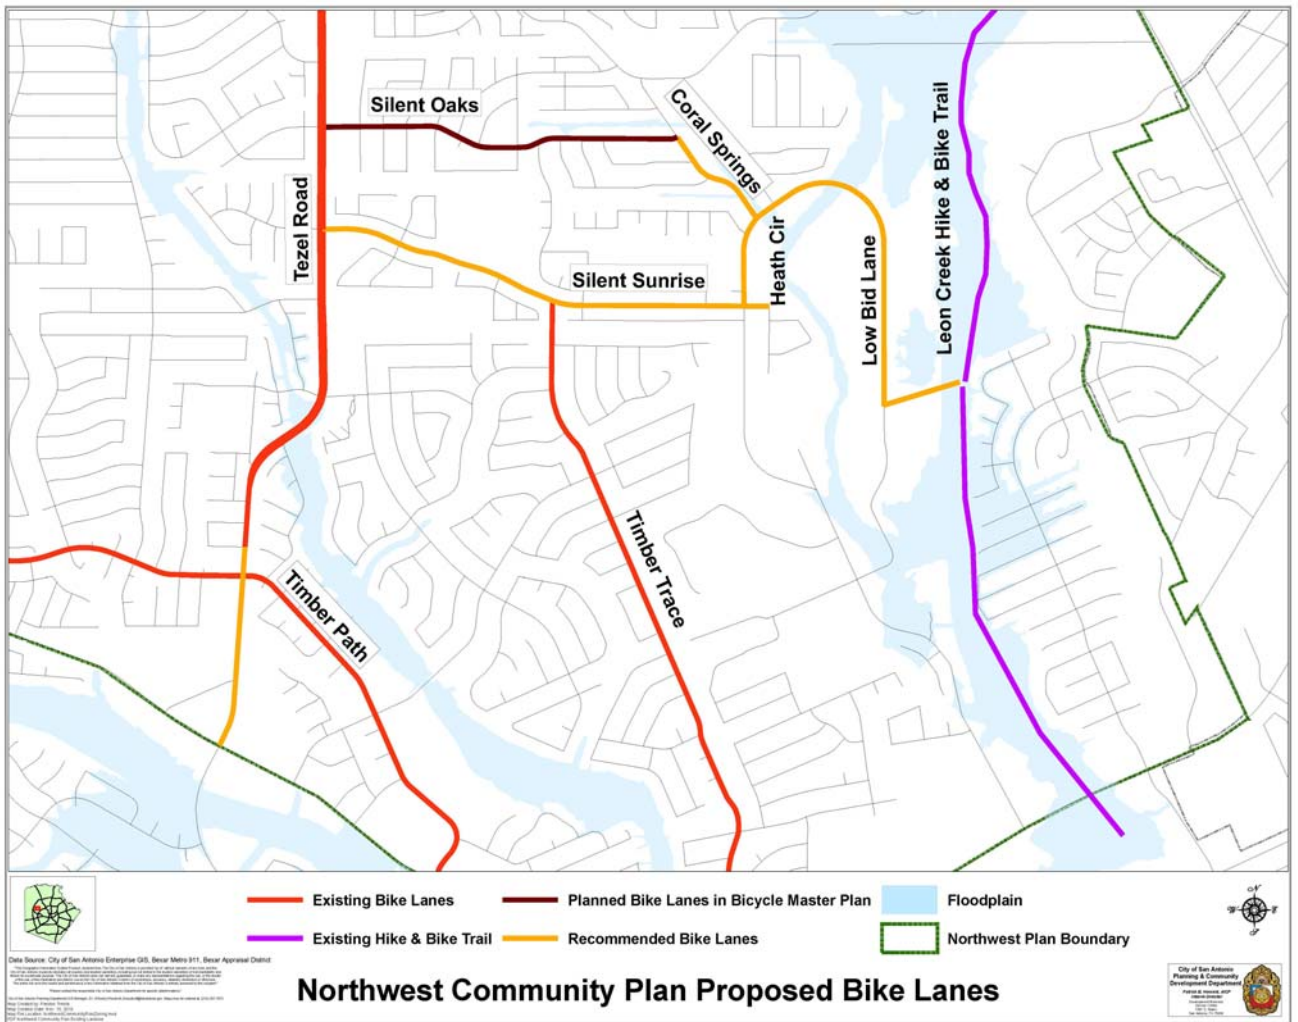 Silent Oaks
Coral Springs
Leon Creek Hike & Bike Trail
Tezel Road
Heath Cir
Silent Sunrise
Low Bid Lane
Timber Trace
Timber Path
Existing Bike Lanes
Planned Bike Lanes in Bicycle Master Plan
Floodplain
Existing Hike & Bike Trail
Recommended Bike Lanes
Northwest Plan Boundary
Data Source: City of San Antonio Enterprise GIS, Bexar Metro 911, Bexar Appraisal District
Northwest Community Plan Proposed Bike Lanes
City of San Antonio
Planning & Community
Development Department